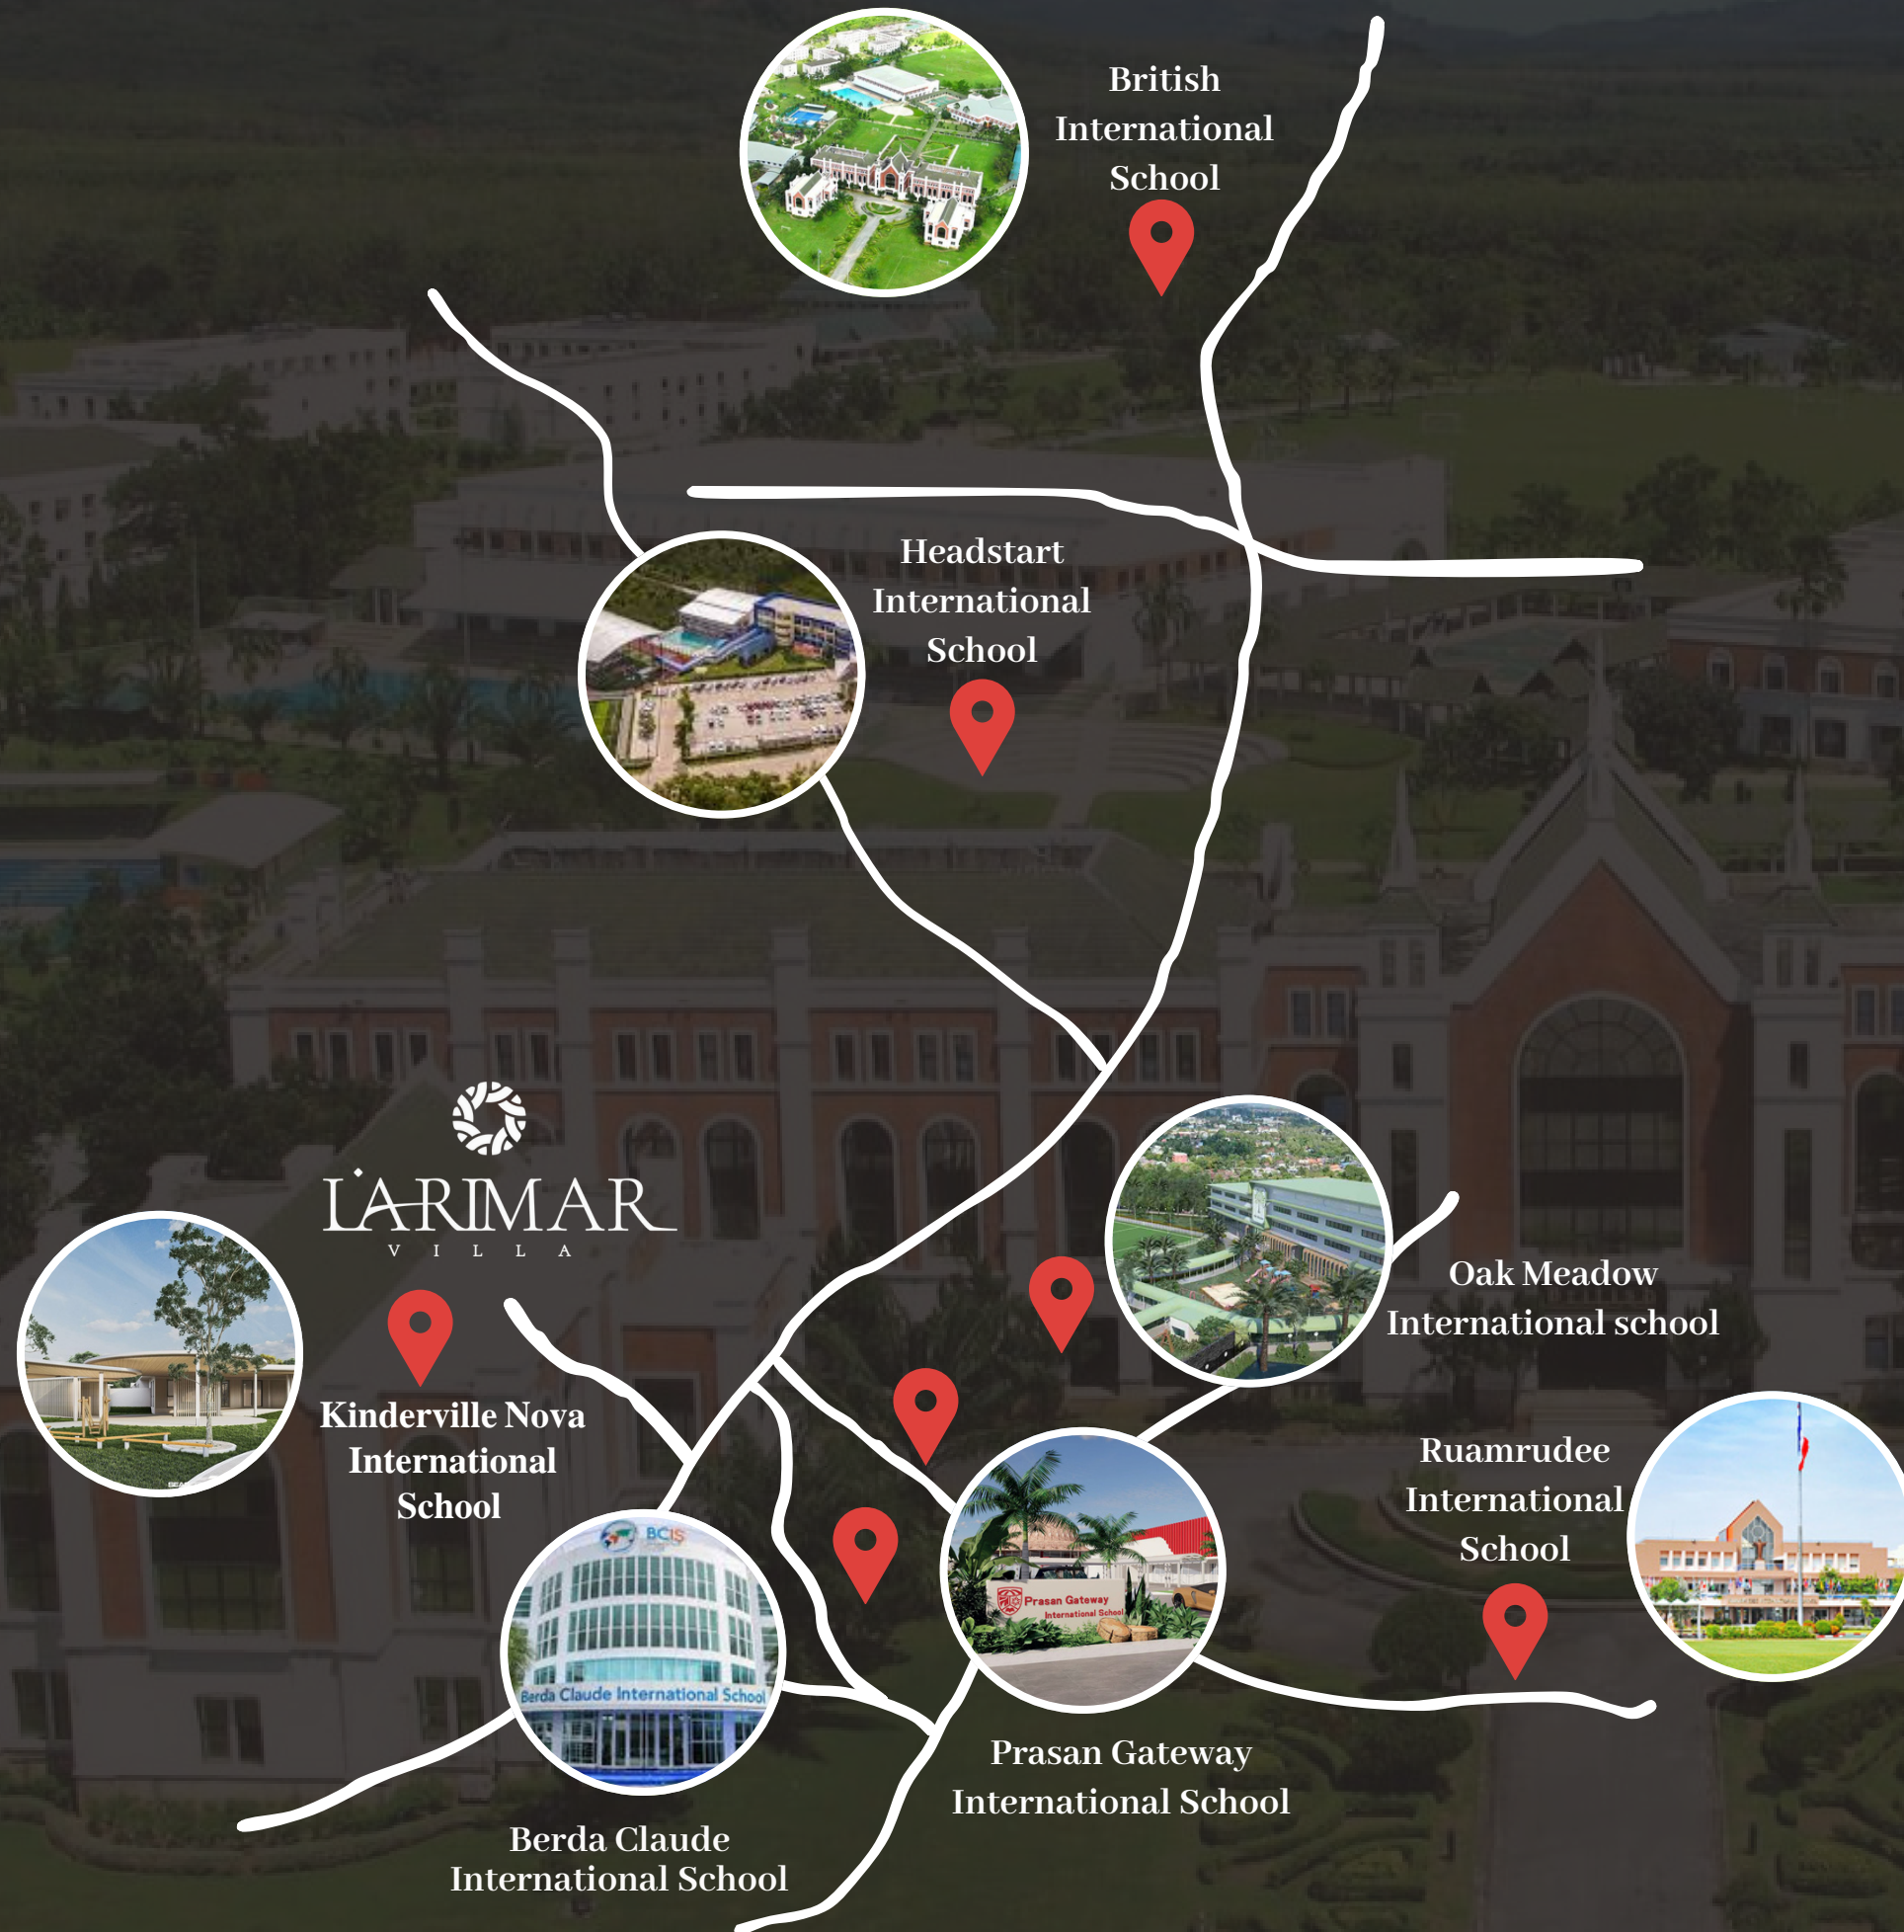 British
International
School
Headstart
International
School
L'ARIMAR
VILLA
Oak Meadow
International school
Kinderville Nova
International
School
Ruamrudee
International
School
BCIS
Berda Claude International School
Prasan Gateway
International School
Prasan Gateway
International School
Berda Claude
International School